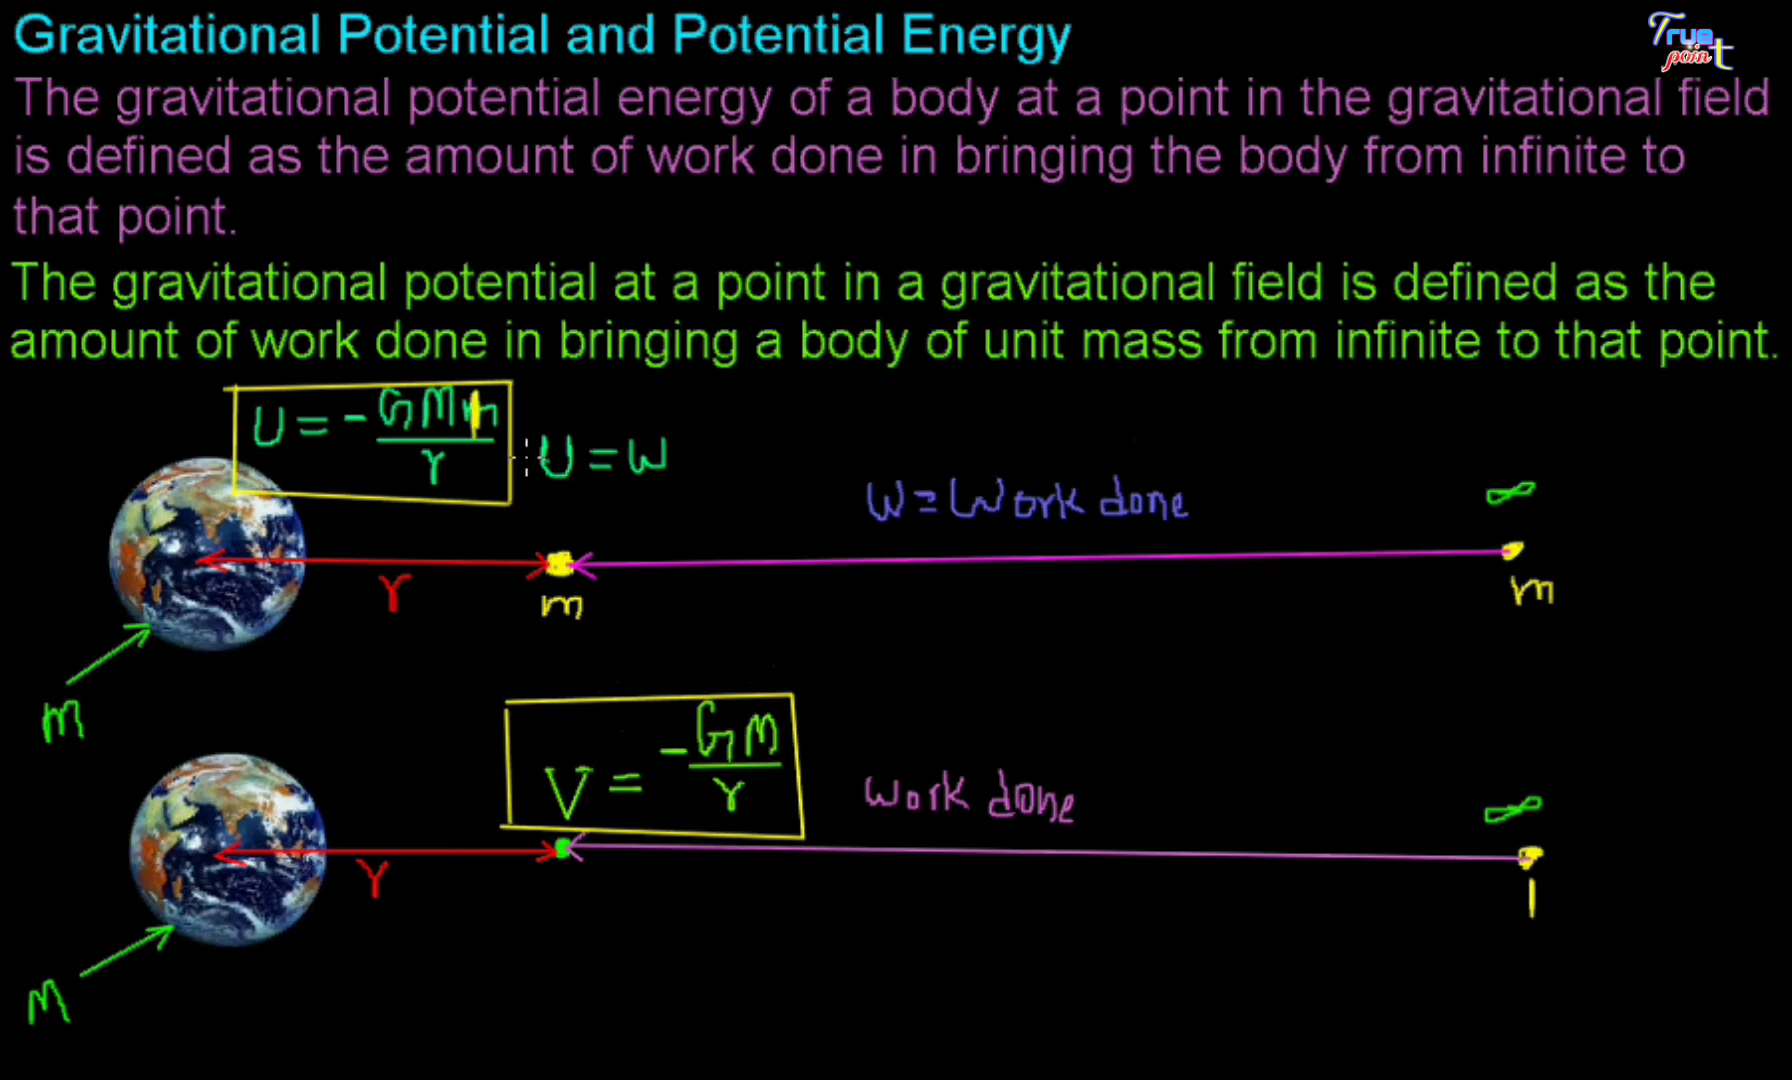 Gravitational Potential and Potential Energy
True
point
The gravitational potential energy of a body at a point in the gravitational field
is defined as the amount of work done in bringing the body from infinite to
that point.
The gravitational potential at a point in a gravitational field is defined as the
amount of work done in bringing a body of unit mass from infinite to that point.
U = - GMm / r
U = W
W = Work done
∞
r
m
m
M
V = - GM / r
Work done
∞
r
1
M